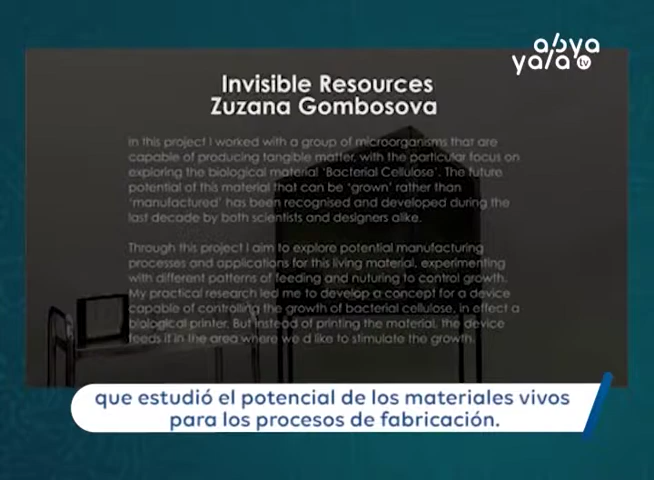 abya
yala tv
Invisible Resources
Zuzana Gombosova
In this project I worked with a group of microorganisms that are
capable of producing tangible matter, with the particular focus on
exploring the biological material 'Bacterial Cellulose'. The future
potential of this material that can be 'grown' rather than
'manufactured' has been recognised and developed during the
last decade by both scientists and designers alike.
Through this project I aim to explore potential manufacturing
processes and applications for this living material, experimenting
with different patterns of feeding and nuturing to control growth.
My practical research led me to develop a concept for a device
capable of controlling the growth of bacterial cellulose, in effect a
biological printer. But instead of printing the material, the device
feeds it in the area where we'd like to stimulate the growth.
que estudió el potencial de los materiales vivos
para los procesos de fabricación.